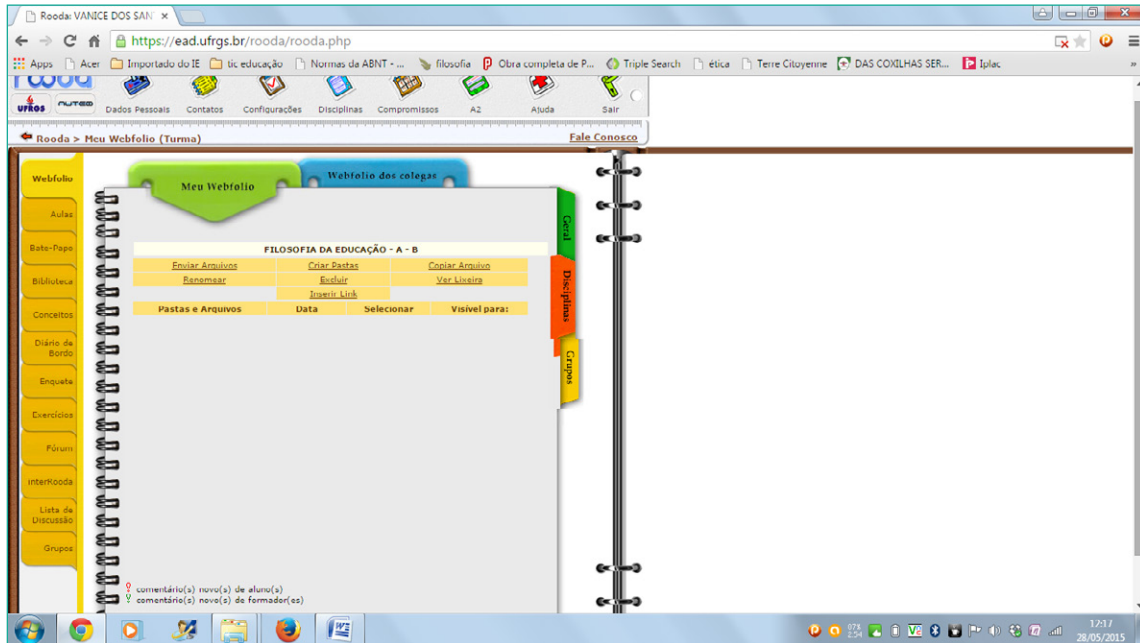 Rooda: VANICE DOS SAN
https://ead.ufrgs.br/rooda/rooda.php
Apps Acer Importado do IE tic educação Normas da ABNT - ... filosofia Obra completa de P... Triple Search ética Terre Citoyenne DAS COXILHAS SER... Iplac
UFRGS NUTED
Dados Pessoais Contatos Configurações Disciplinas Compromissos A2 Ajuda Sair
Rooda > Meu Webfolio (Turma) Fale Conosco
Webfolio
Aulas
Bate-Papo
Biblioteca
Conceitos
Diário de
Bordo
Enquete
Exercícios
Fórum
InterRooda
Lista de
Discussão
Grupos
Meu Webfolio
Webfolio dos colegas
Geral
Disciplinas
Grupos
FILOSOFIA DA EDUCAÇÃO - A - B
Enviar Arquivos Criar Pastas Copiar Arquivo
Renomear Excluir Ver Lixeira
Inserir Link
Pastas e Arquivos Data Selecionar Visível para:
comentário(s) novo(s) de aluno(s)
comentário(s) novo(s) de formador(es)
97%
2:54
12:17
28/05/2015